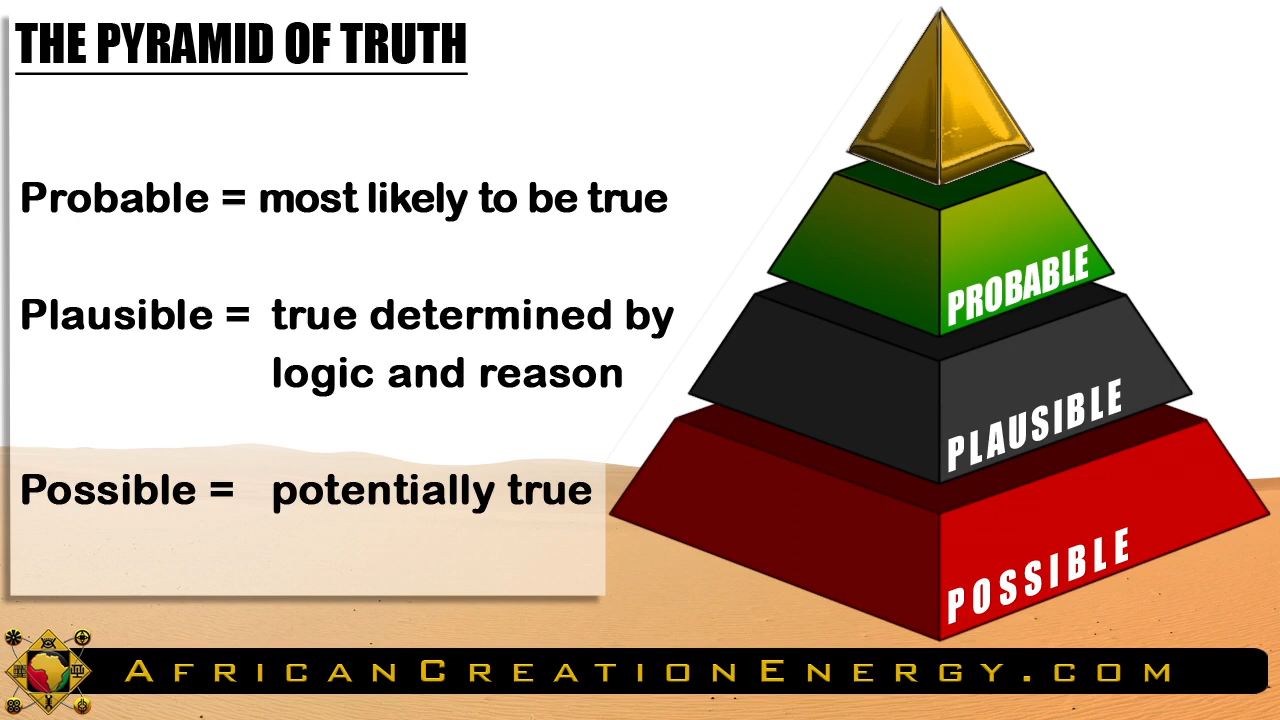 THE PYRAMID OF TRUTH
Probable = most likely to be true
Plausible = true determined by
logic and reason
Possible = potentially true
PROBABLE
PLAUSIBLE
POSSIBLE
AFRICANCREATIONENERGY.COM